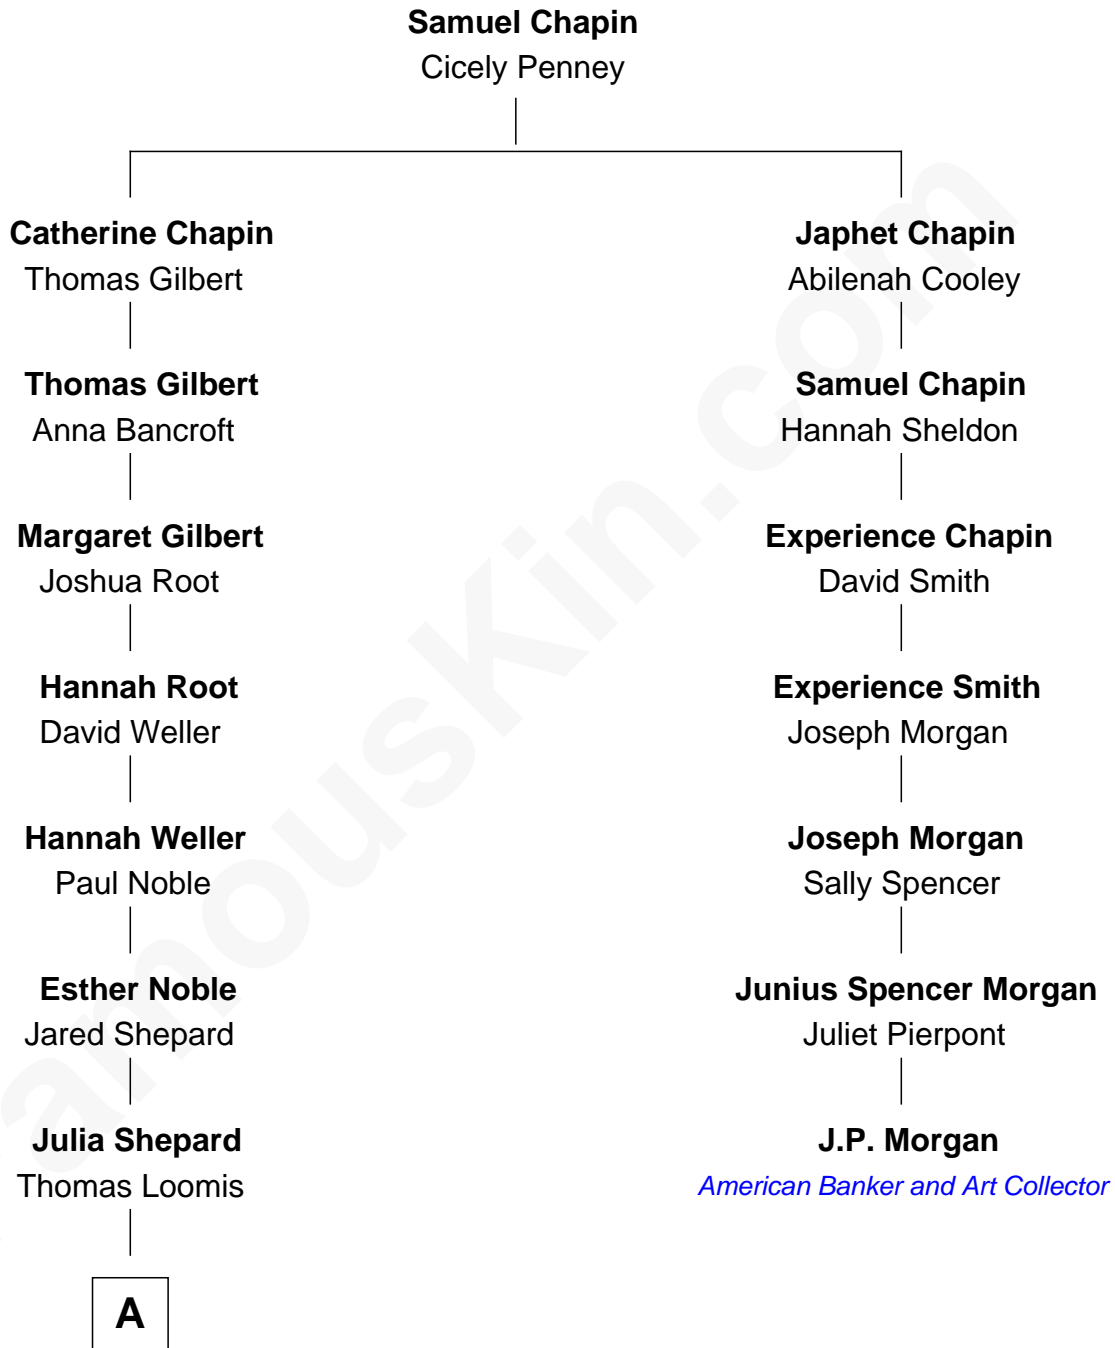 Samuel Chapin
Cicely Penney
Catherine Chapin
Thomas Gilbert
Thomas Gilbert
Anna Bancroft
Margaret Gilbert
Joshua Root
Hannah Root
David Weller
Hannah Weller
Paul Noble
Esther Noble
Jared Shepard
Julia Shepard
Thomas Loomis
A
Japhet Chapin
Abilenah Cooley
Samuel Chapin
Hannah Sheldon
Experience Chapin
David Smith
Experience Smith
Joseph Morgan
Joseph Morgan
Sally Spencer
Junius Spencer Morgan
Juliet Pierpont
J.P. Morgan
American Banker and Art Collector
amousKin.com